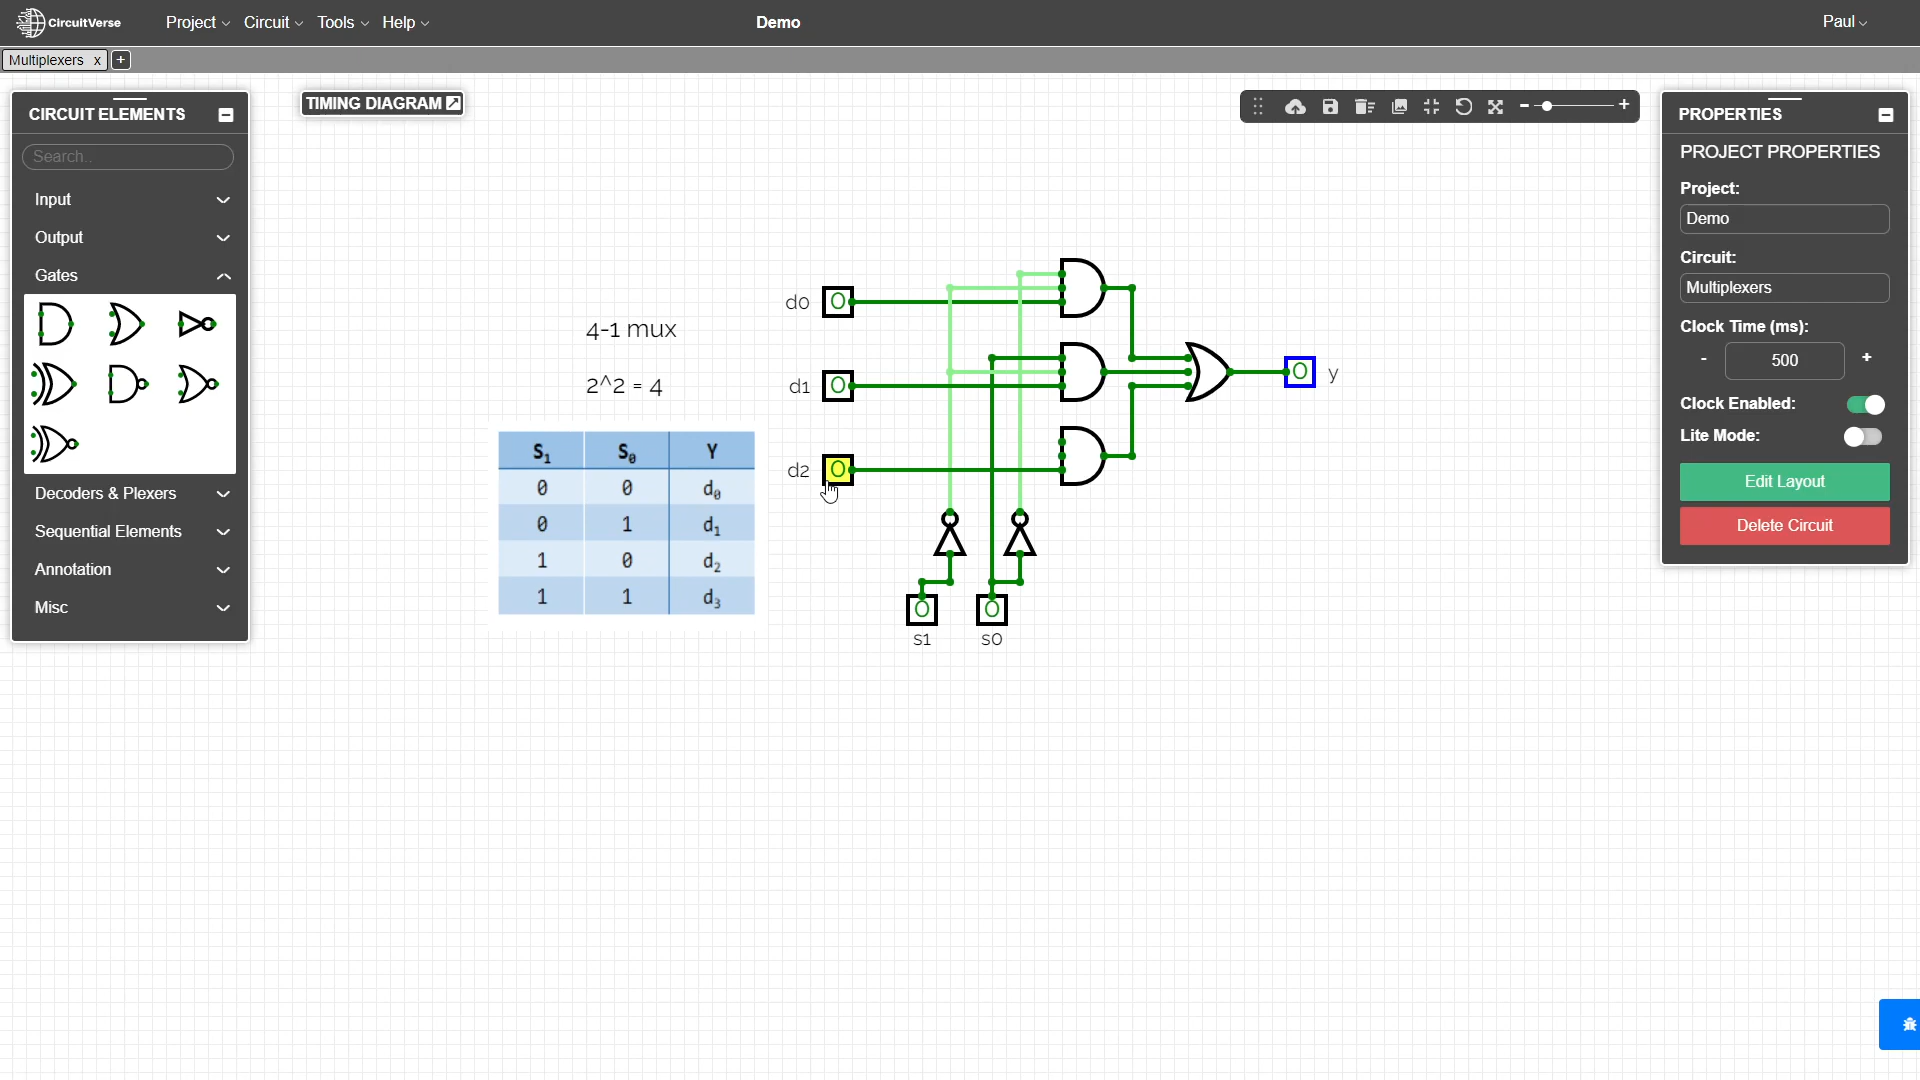 CircuitVerse
Project
Circuit
Tools
Help
Demo
Paul
Multiplexers x +
CIRCUIT ELEMENTS
Search..
Input
Output
Gates
Decoders & Plexers
Sequential Elements
Annotation
Misc
TIMING DIAGRAM
4-1 mux
2^2 = 4
S₁ S₀ Y
0 0 d₀
0 1 d₁
1 0 d₂
1 1 d₃
d0 0
d1 0
d2 0
0 y
0 0
s1 s0
- +
PROPERTIES
PROJECT PROPERTIES
Project:
Demo
Circuit:
Multiplexers
Clock Time (ms):
- 500 +
Clock Enabled:
Lite Mode:
Edit Layout
Delete Circuit